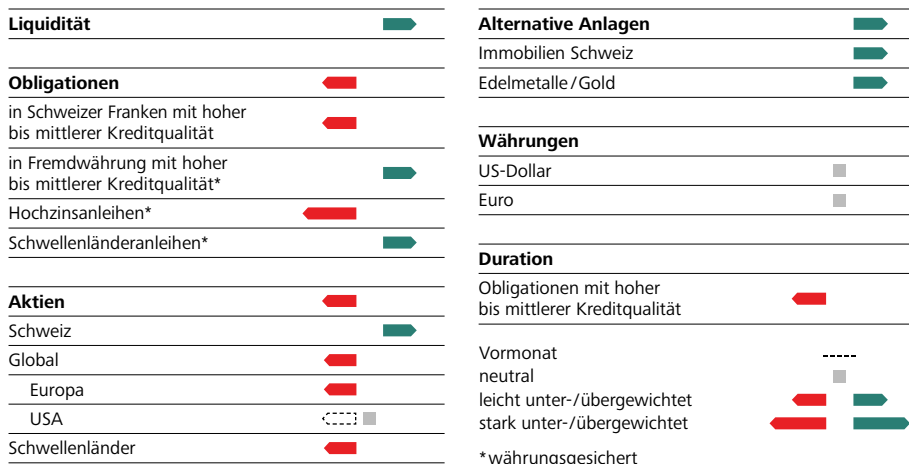 Liquidität
Obligationen
in Schweizer Franken mit hoher
bis mittlerer Kreditqualität
in Fremdwährung mit hoher
bis mittlerer Kreditqualität*
Hochzinsanleihen*
Schwellenländeranleihen*
Aktien
Schweiz
Global
Europa
USA
Schwellenländer
Alternative Anlagen
Immobilien Schweiz
Edelmetalle/Gold
Währungen
US-Dollar
Euro
Duration
Obligationen mit hoher
bis mittlerer Kreditqualität
Vormonat
neutral
leicht unter-/übergewichtet
stark unter-/übergewichtet
*währungsgesichert